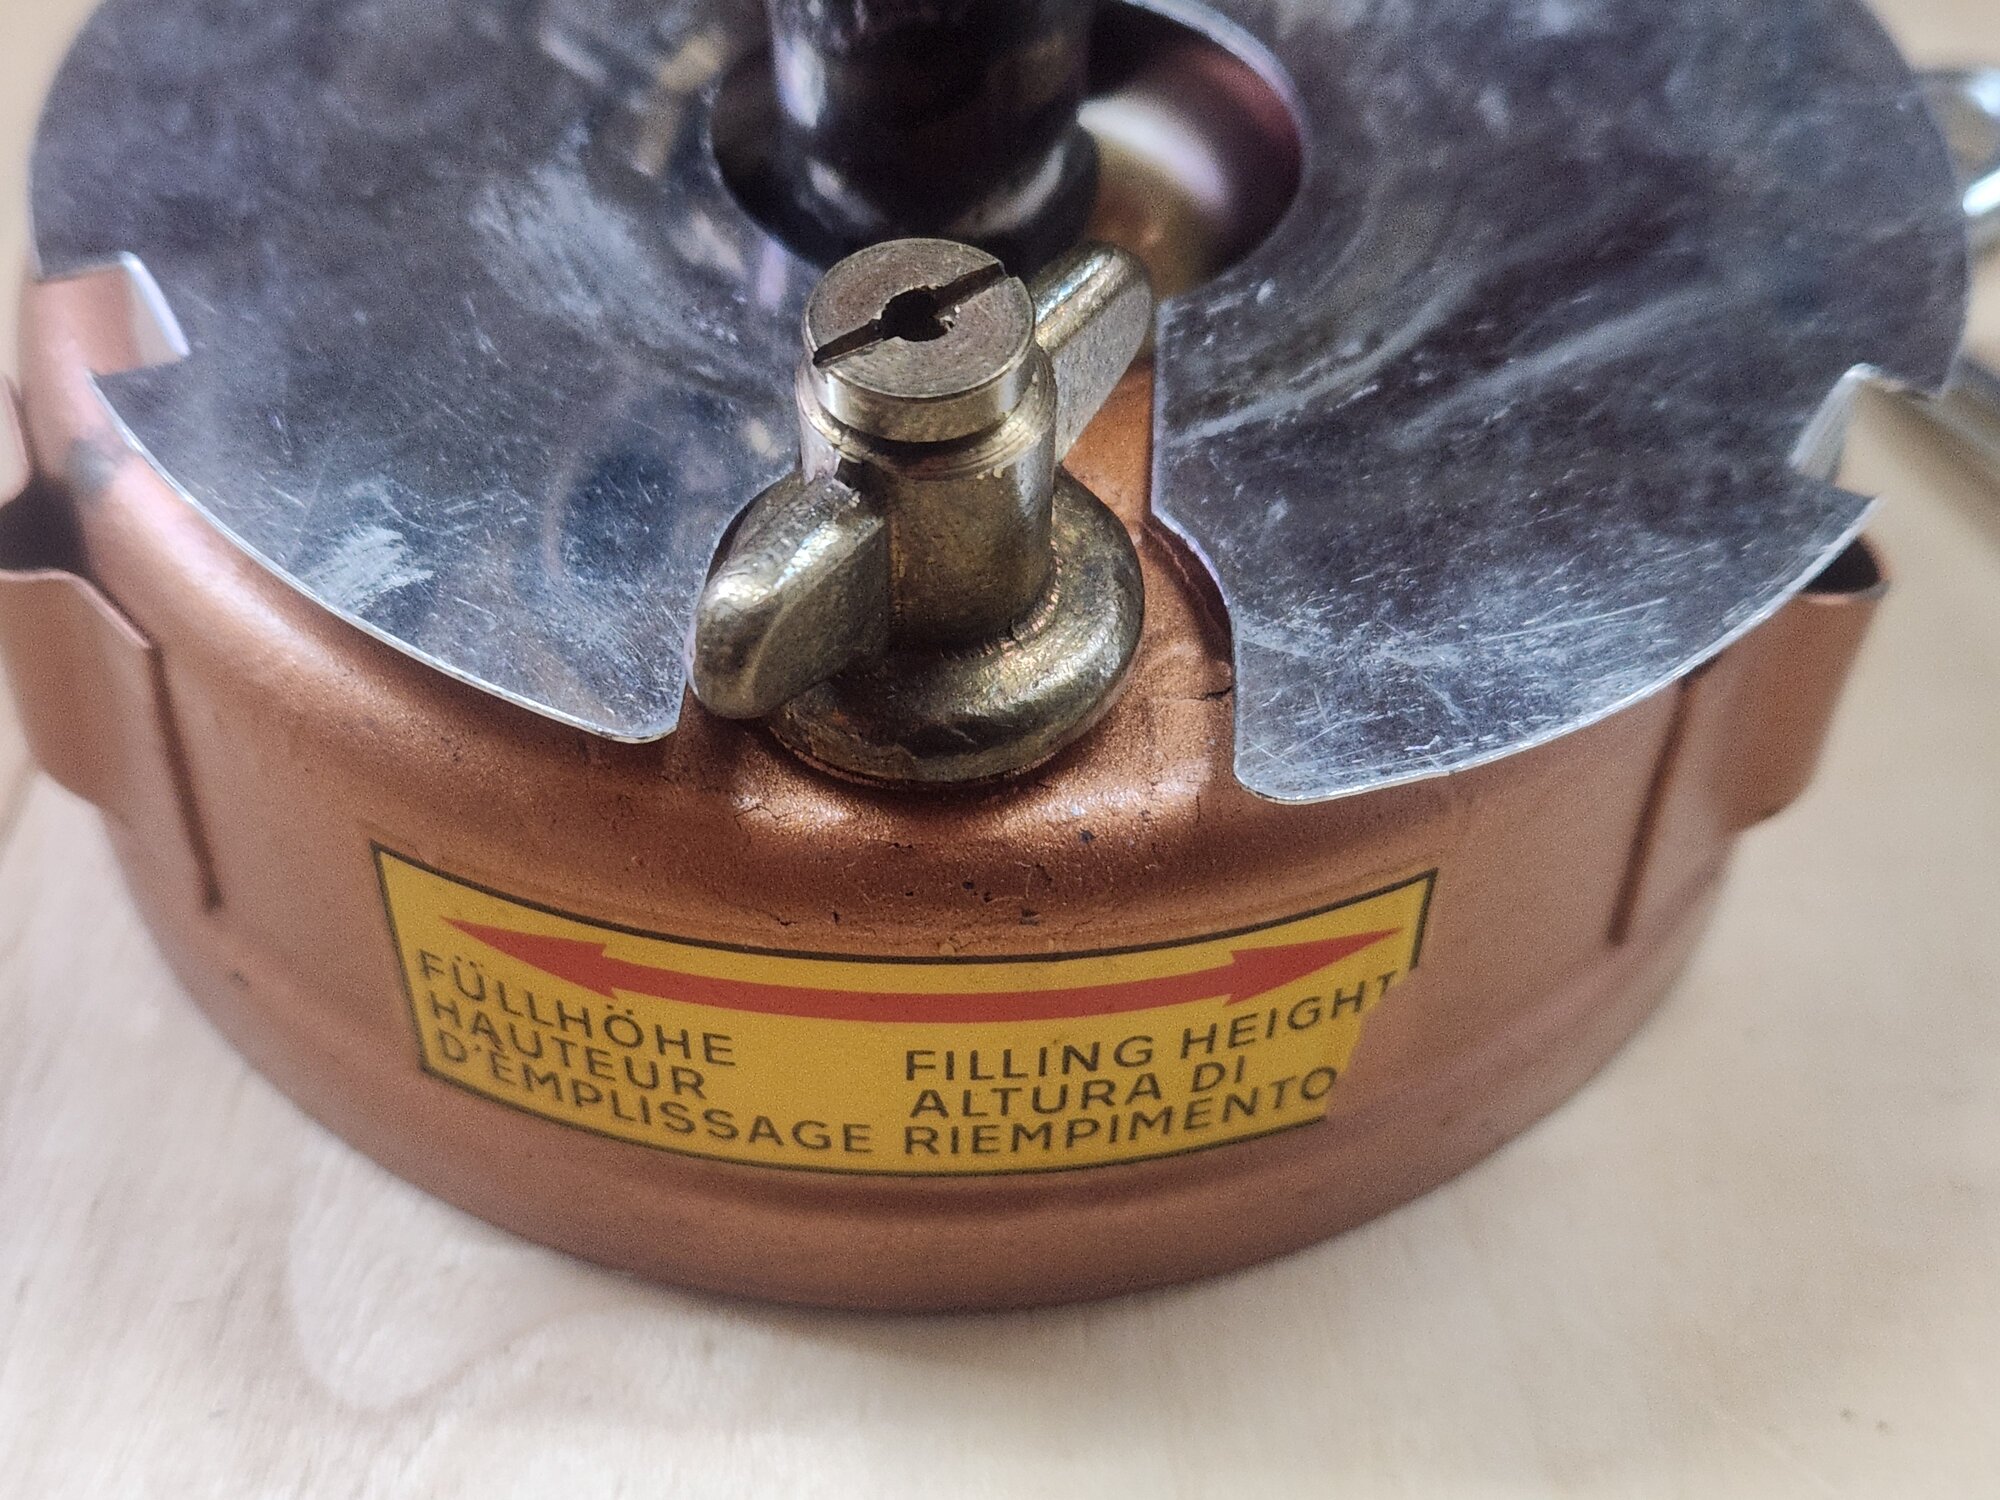 FÜLLHÖHE
HAUTEUR
D'EMPLISSAGE
FILLING HEIGHT
ALTURA DI
RIEMPIMENTO